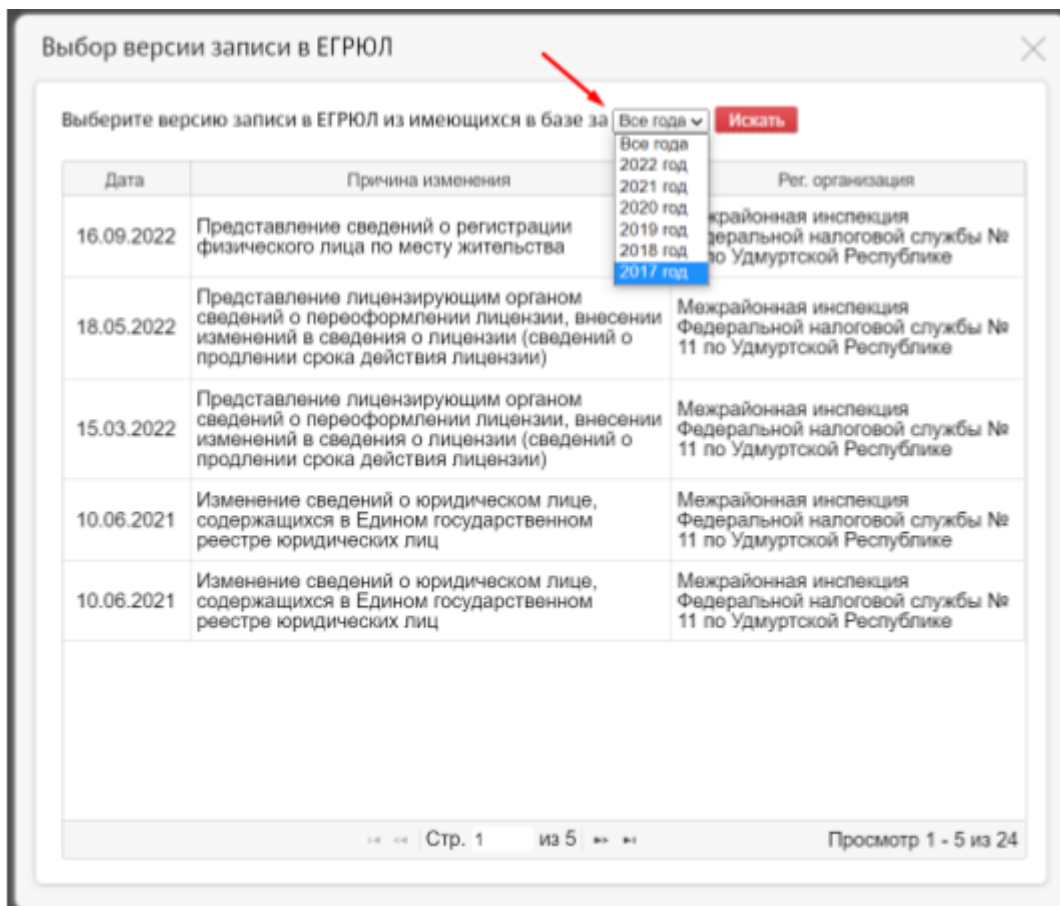 Выбор версии записи в ЕГРЮЛ
Выберите версию записи в ЕГРЮЛ из имеющихся в базе за Все года Искать
Все года
2022 год
2021 год
2020 год
2019 год
2018 год
2017 год
Дата Причина изменения Рег. организация
16.09.2022
Представление сведений о регистрации
физического лица по месту жительства
крайонная инспекция
деральной налоговой службы №
по Удмуртской Республике
18.05.2022
Представление лицензирующим органом
сведений о переоформлении лицензии, внесении
изменений в сведения о лицензии (сведений о
продлении срока действия лицензии)
Межрайонная инспекция
Федеральной налоговой службы №
11 по Удмуртской Республике
15.03.2022
Представление лицензирующим органом
сведений о переоформлении лицензии, внесении
изменений в сведения о лицензии (сведений о
продлении срока действия лицензии)
Межрайонная инспекция
Федеральной налоговой службы №
11 по Удмуртской Республике
10.06.2021
Изменение сведений о юридическом лице,
содержащихся в Едином государственном
реестре юридических лиц
Межрайонная инспекция
Федеральной налоговой службы №
11 по Удмуртской Республике
10.06.2021
Изменение сведений о юридическом лице,
содержащихся в Едином государственном
реестре юридических лиц
Межрайонная инспекция
Федеральной налоговой службы №
11 по Удмуртской Республике
Стр. 1 из 5
Просмотр 1 - 5 из 24